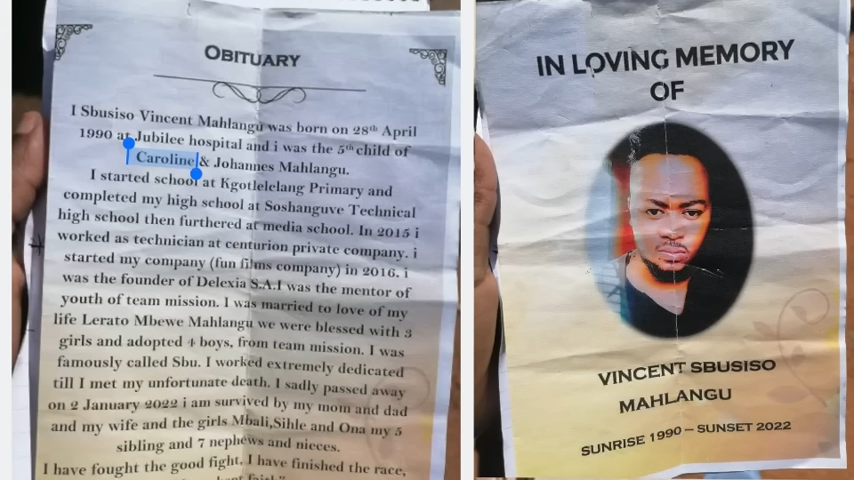 OBITUARY
I Sbusiso Vincent Mahlangu was born on 28th April
1990 at Jubilee hospital and i was the 5th child of
Caroline & Johannes Mahlangu.
I started school at Kgotlelelang Primary and
completed my high school at Soshanguve Technical
high school then furthered at media school. In 2015 i
worked as technician at centurion private company. i
started my company (fun films company) in 2016. i
was the founder of Delexia S.A.I was the mentor of
youth of team mission. I was married to love of my
life Lerato Mbewe Mahlangu we were blessed with 3
girls and adopted 4 boys, from team mission. I was
famously called Sbu. I worked extremely dedicated
till I met my unfortunate death. I sadly passed away
on 2 January 2022 i am survived by my mom and dad
and my wife and the girls Mbali,Sihle and Ona my 5
sibling and 7 nephews and nieces.
I have fought the good fight, I have finished the race,
faith"
IN LOVING MEMORY
OF
VINCENT SBUSISO
MAHLANGU
SUNRISE 1990 – SUNSET 2022